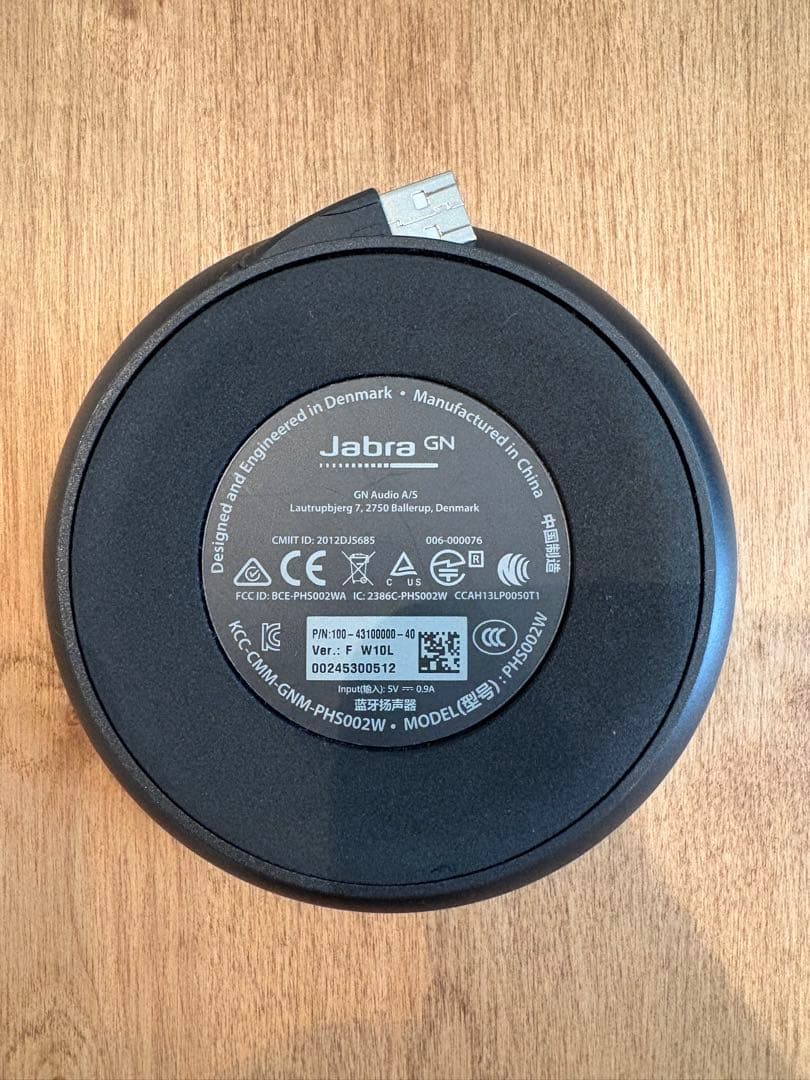 Designed and Engineered in Denmark • Manufactured in China 中国制造
Jabra GN
GN Audio A/S
Lautrupbjerg 7, 2750 Ballerup, Denmark
CMIIT ID: 2012DJ5685 006-000076
CE C US R
FCC ID: BCE-PHS002WA IC: 2386C-PHS002W CCAH13LP0050T1
P/N:100-43100000-40
Ver.: F W10L
00245300512
CCC
Input(输入): 5V 0.9A
蓝牙扬声器
KCC-CMM-GNM-PHS002W • MODEL(型号) : PHS002W